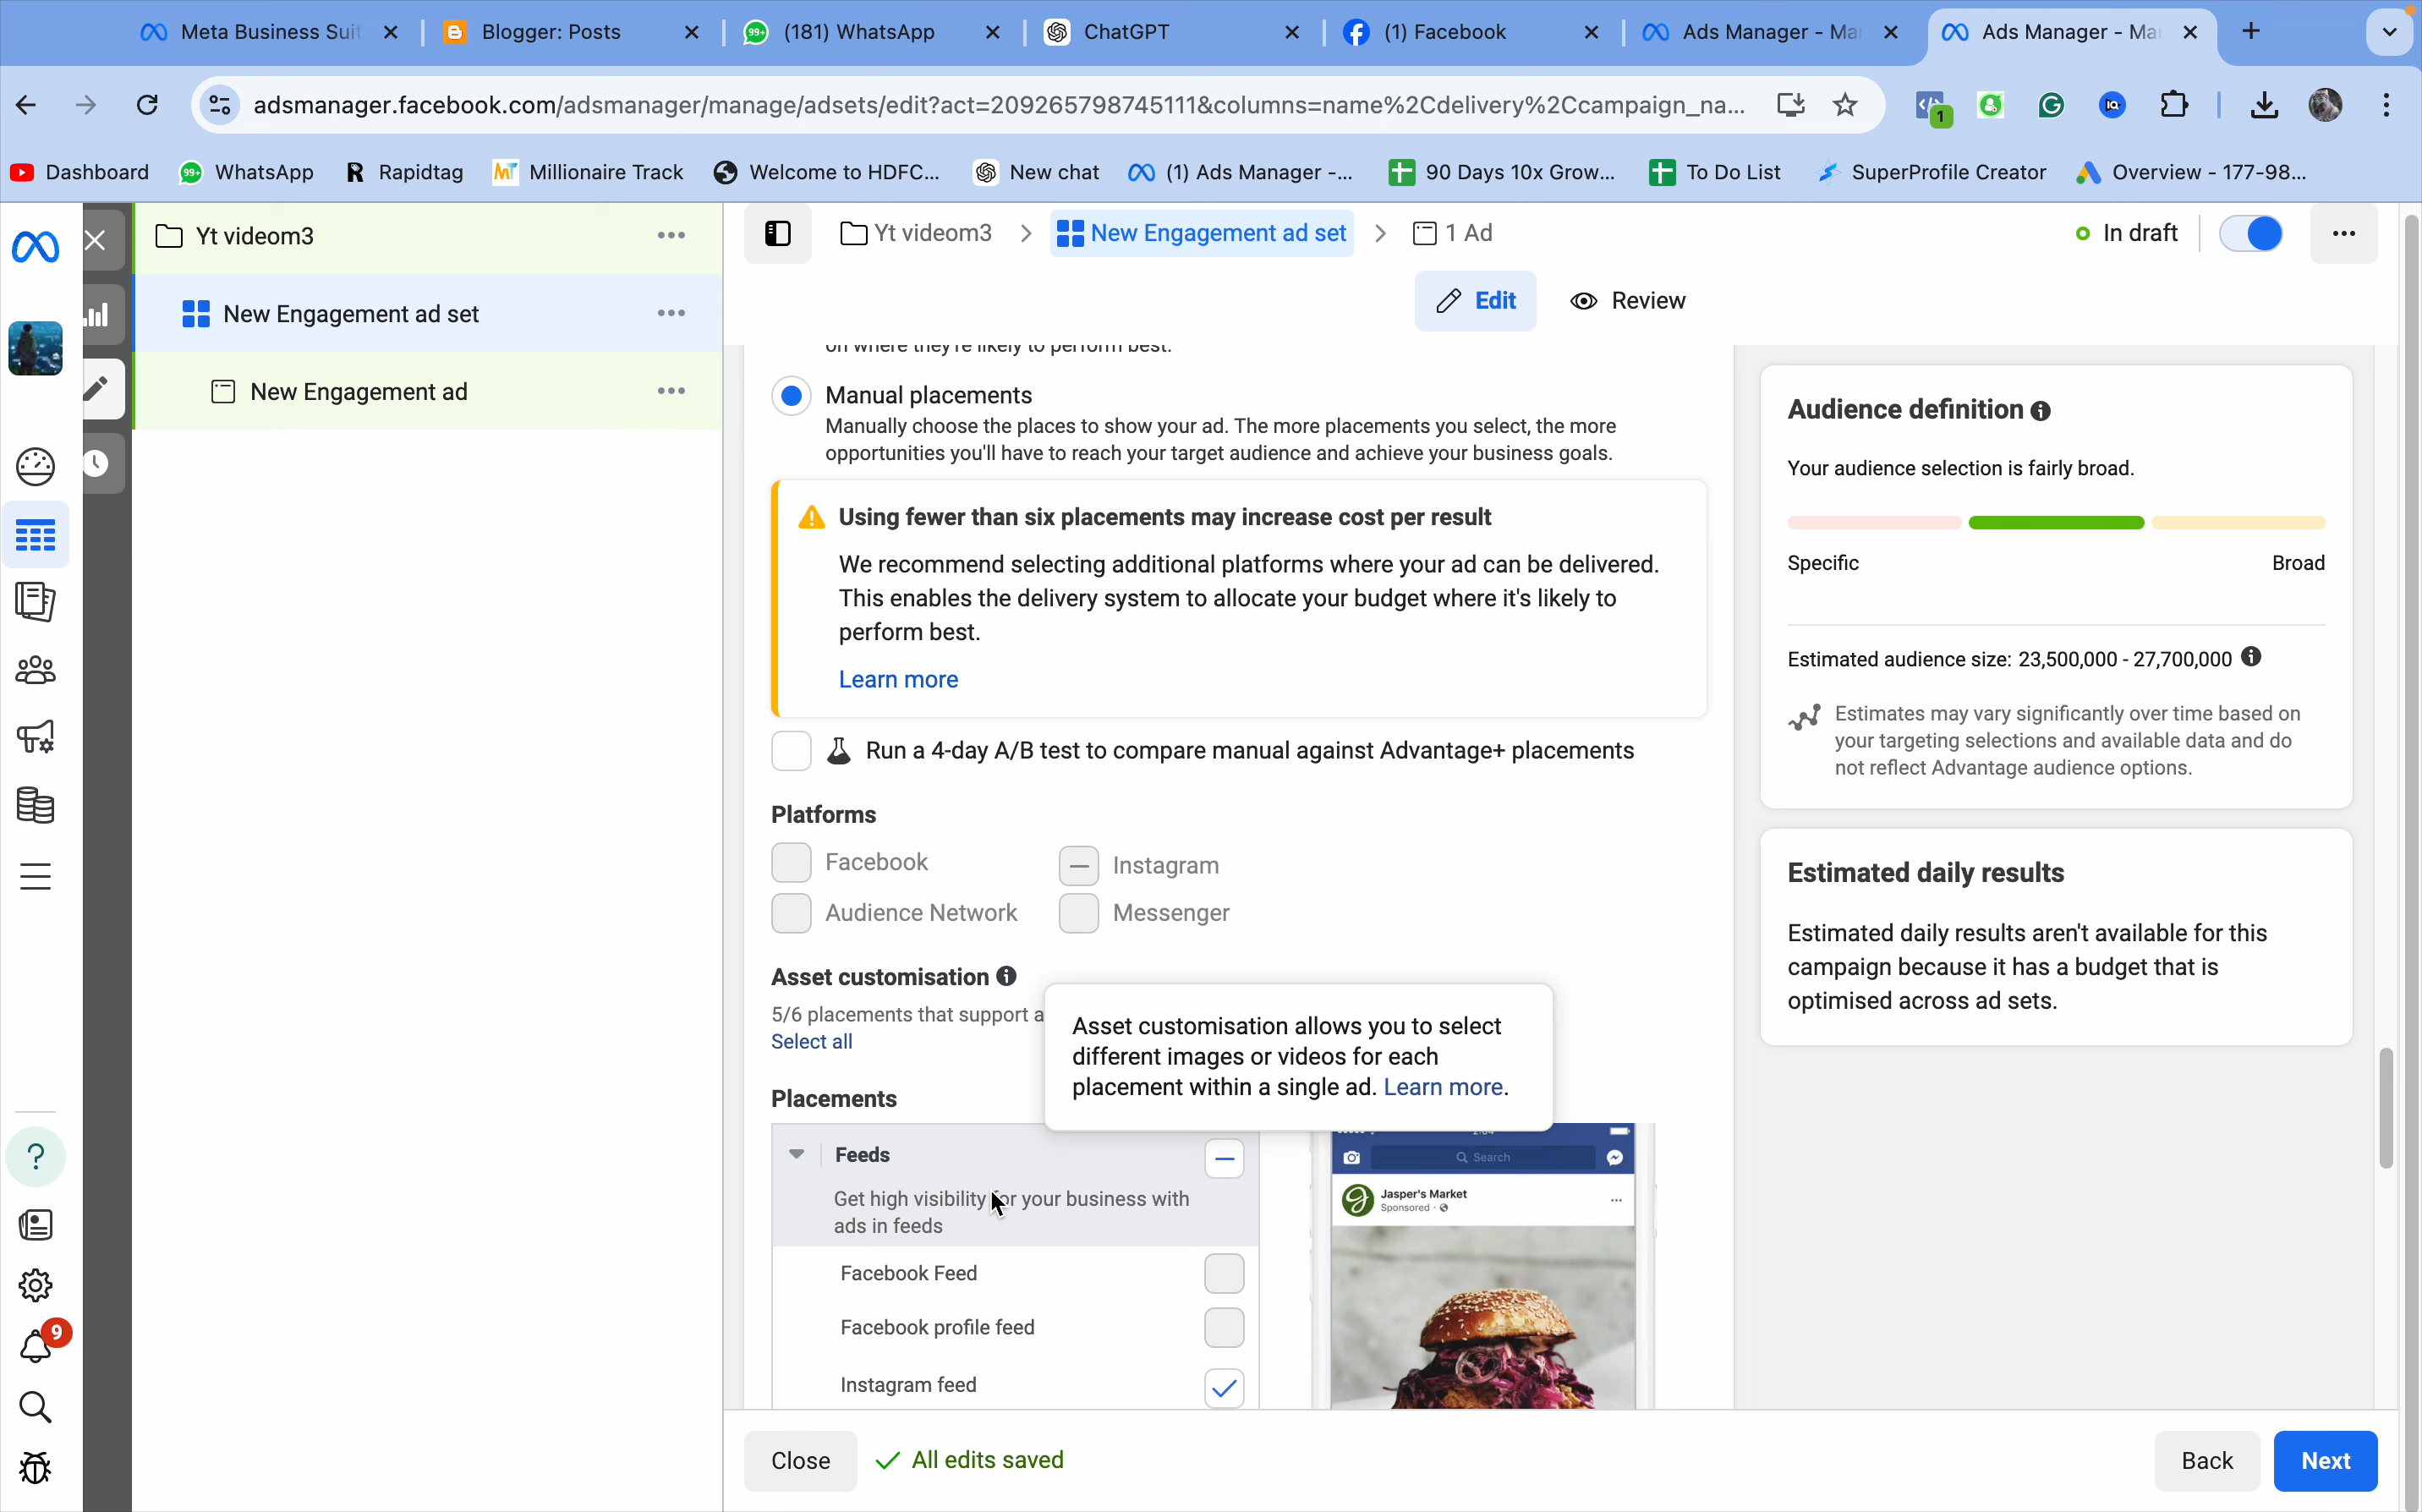 Meta Business Suit
Blogger: Posts
99+
(181) WhatsApp
ChatGPT
(1) Facebook
Ads Manager - Ma
Ads Manager - Ma
adsmanager.facebook.com/adsmanager/manage/adsets/edit?act=209265798745111&columns=name%2Cdelivery%2Ccampaign_na...
1
Dashboard
99+
WhatsApp
Rapidtag
Millionaire Track
Welcome to HDFC...
New chat
(1) Ads Manager -...
90 Days 10x Grow...
To Do List
SuperProfile Creator
Overview - 177-98...
Yt videom3
New Engagement ad set
New Engagement ad
Yt videom3
New Engagement ad set
1 Ad
In draft
Edit
Review
on where they're likely to perform best.
Manual placements
Manually choose the places to show your ad. The more placements you select, the more
opportunities you'll have to reach your target audience and achieve your business goals.
Using fewer than six placements may increase cost per result
We recommend selecting additional platforms where your ad can be delivered.
This enables the delivery system to allocate your budget where it's likely to
perform best.
Learn more
Run a 4-day A/B test to compare manual against Advantage+ placements
Platforms
Facebook
Instagram
Audience Network
Messenger
Asset customisation
5/6 placements that support a
Select all
Asset customisation allows you to select
different images or videos for each
placement within a single ad. Learn more.
Placements
Feeds
Get high visibility for your business with
ads in feeds
Facebook Feed
Facebook profile feed
Instagram feed
Search
Jasper's Market
Sponsored
Audience definition
Your audience selection is fairly broad.
Specific
Broad
Estimated audience size: 23,500,000 - 27,700,000
Estimates may vary significantly over time based on
your targeting selections and available data and do
not reflect Advantage audience options.
Estimated daily results
Estimated daily results aren't available for this
campaign because it has a budget that is
optimised across ad sets.
9
Close
All edits saved
Back
Next